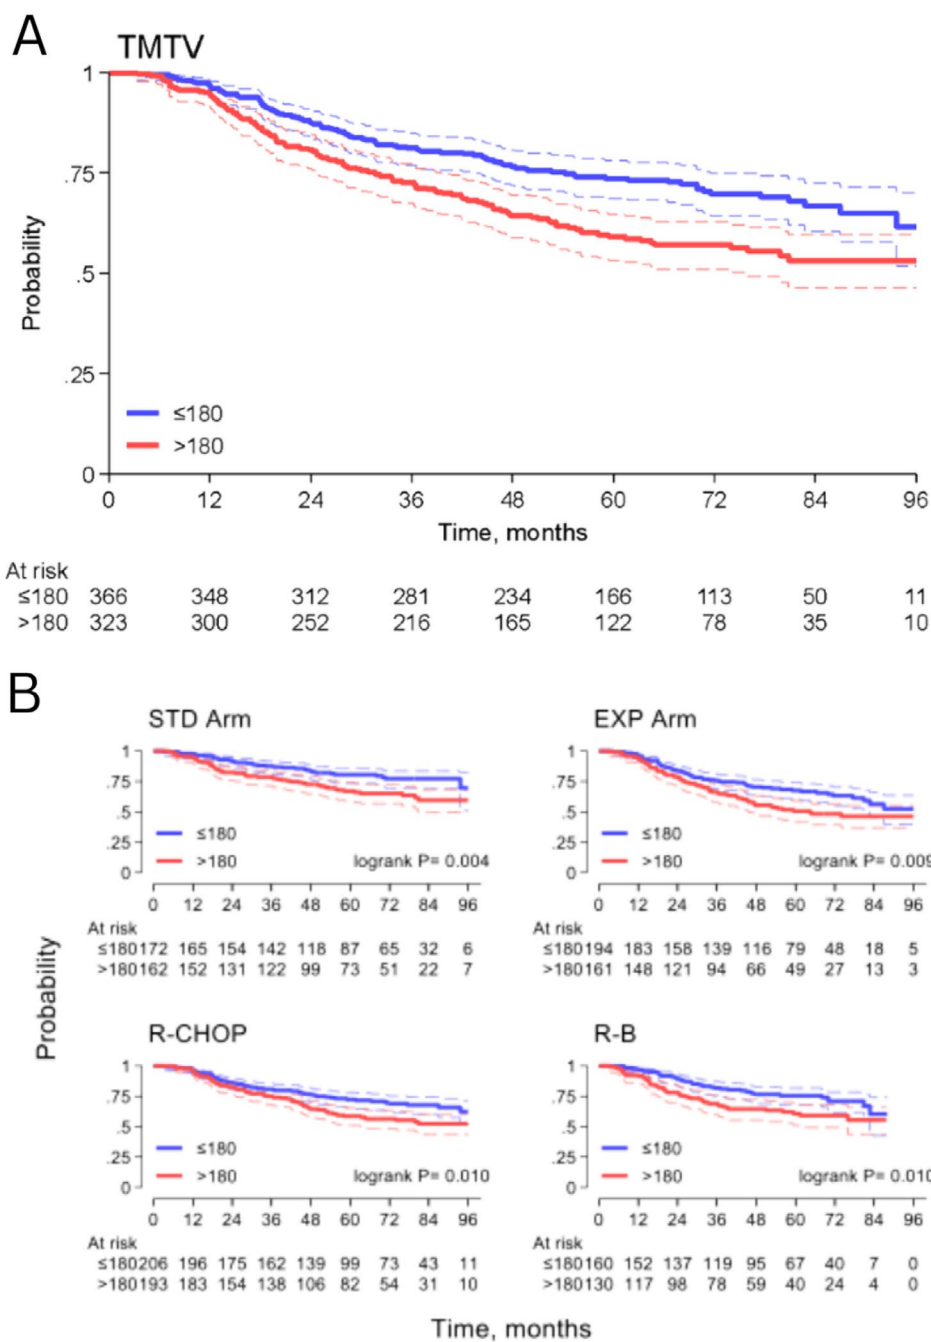 A
TMTV
1
.75
.5
.25
0
Probability
≤180
>180
0 12 24 36 48 60 72 84 96
Time, months
At risk
≤180 366 348 312 281 234 166 113 50 11
>180 323 300 252 216 165 122 78 35 10
B
Probability
STD Arm
1
.75
.5
.25
0
≤180
>180
logrank P= 0.004
0 12 24 36 48 60 72 84 96
At risk
≤180 172 165 154 142 118 87 65 32 6
>180 162 152 131 122 99 73 51 22 7
EXP Arm
1
.75
.5
.25
0
≤180
>180
logrank P= 0.009
0 12 24 36 48 60 72 84 96
At risk
≤180 194 183 158 139 116 79 48 18 5
>180 161 148 121 94 66 49 27 13 3
R-CHOP
1
.75
.5
.25
0
≤180
>180
logrank P= 0.010
0 12 24 36 48 60 72 84 96
At risk
≤180 206 196 175 162 139 99 73 43 11
>180 193 183 154 138 106 82 54 31 10
R-B
1
.75
.5
.25
0
≤180
>180
logrank P= 0.010
0 12 24 36 48 60 72 84 96
At risk
≤180 160 152 137 119 95 67 40 7 0
>180 130 117 98 78 59 40 24 4 0
Time, months